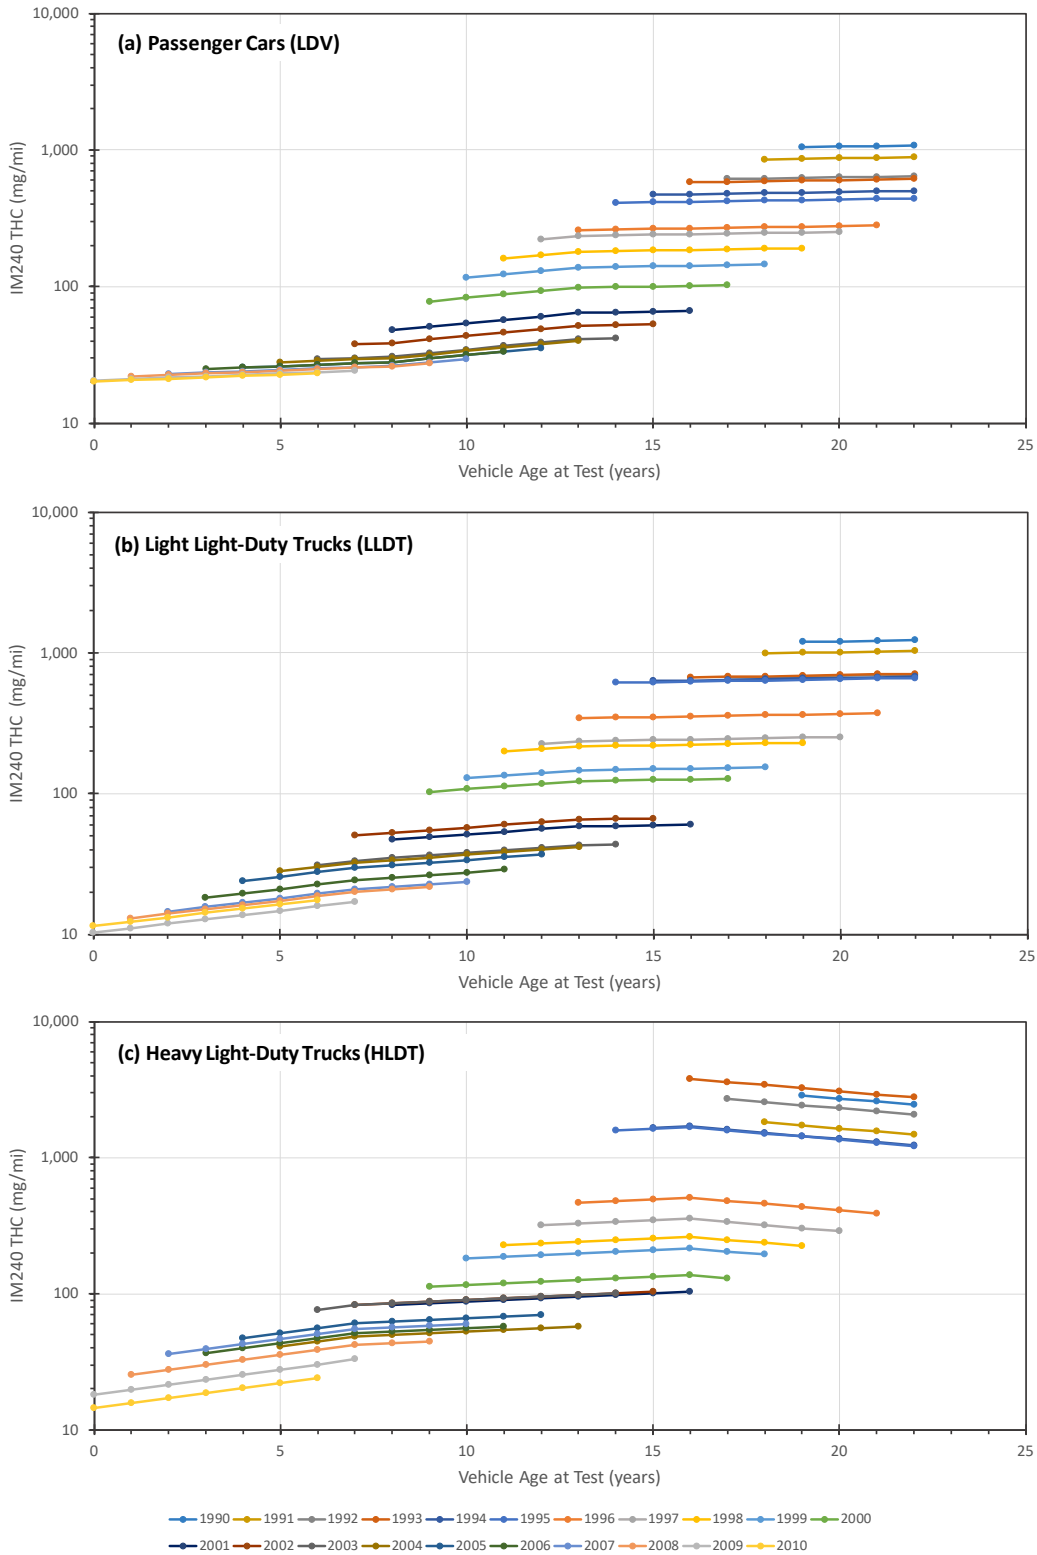 (a) Passenger Cars (LDV)
10,000
1,000
100
10
IM240 THC (mg/mi)
0 5 10 15 20 25
Vehicle Age at Test (years)
(b) Light Light-Duty Trucks (LLDT)
10,000
1,000
100
10
IM240 THC (mg/mi)
0 5 10 15 20 25
Vehicle Age at Test (years)
(c) Heavy Light-Duty Trucks (HLDT)
10,000
1,000
100
10
IM240 THC (mg/mi)
0 5 10 15 20 25
Vehicle Age at Test (years)
1990 1991 1992 1993 1994 1995 1996 1997 1998 1999 2000
2001 2002 2003 2004 2005 2006 2007 2008 2009 2010